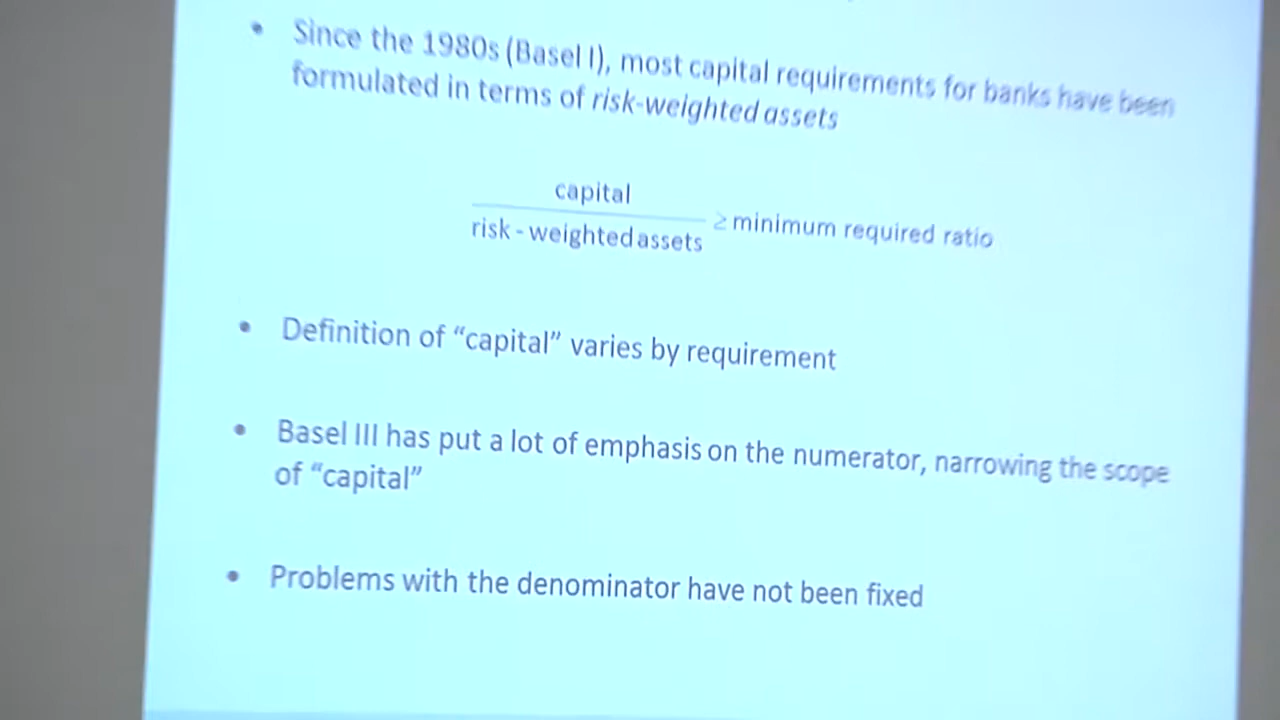 • Since the 1980s (Basel I), most capital requirements for banks have been
formulated in terms of risk-weighted assets
capital
risk - weighted assets
≥ minimum required ratio
• Definition of “capital” varies by requirement
• Basel III has put a lot of emphasis on the numerator, narrowing the scope
of “capital”
• Problems with the denominator have not been fixed